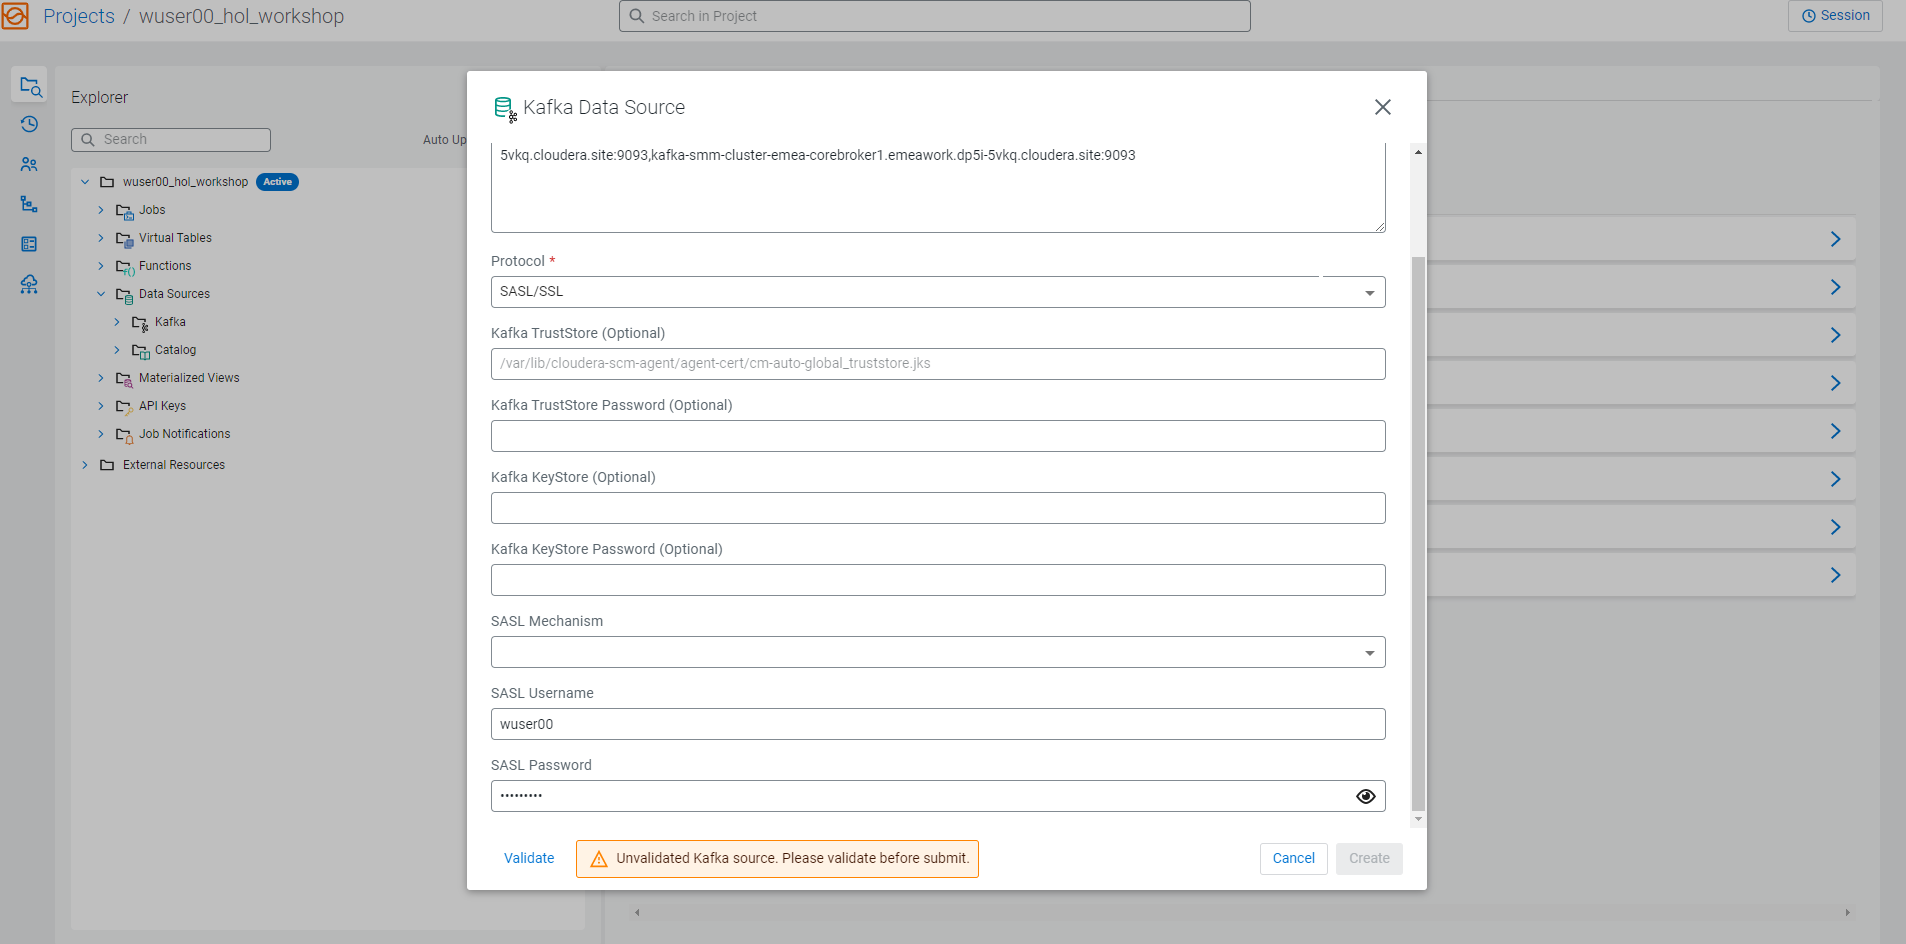 Projects / wuser00_hol_workshop
Search in Project
Session
Explorer
Search
Auto Up
wuser00_hol_workshop Active
Jobs
Virtual Tables
Functions
Data Sources
Kafka
Catalog
Materialized Views
API Keys
Job Notifications
External Resources
Kafka Data Source
5vkq.cloudera.site:9093,kafka-smm-cluster-emea-corebroker1.emeawork.dp5i-5vkq.cloudera.site:9093
Protocol *
SASL/SSL
Kafka TrustStore (Optional)
/var/lib/cloudera-scm-agent/agent-cert/cm-auto-global_truststore.jks
Kafka TrustStore Password (Optional)
Kafka KeyStore (Optional)
Kafka KeyStore Password (Optional)
SASL Mechanism
SASL Username
wuser00
SASL Password
•••••••••
Validate
Unvalidated Kafka source. Please validate before submit.
Cancel
Create